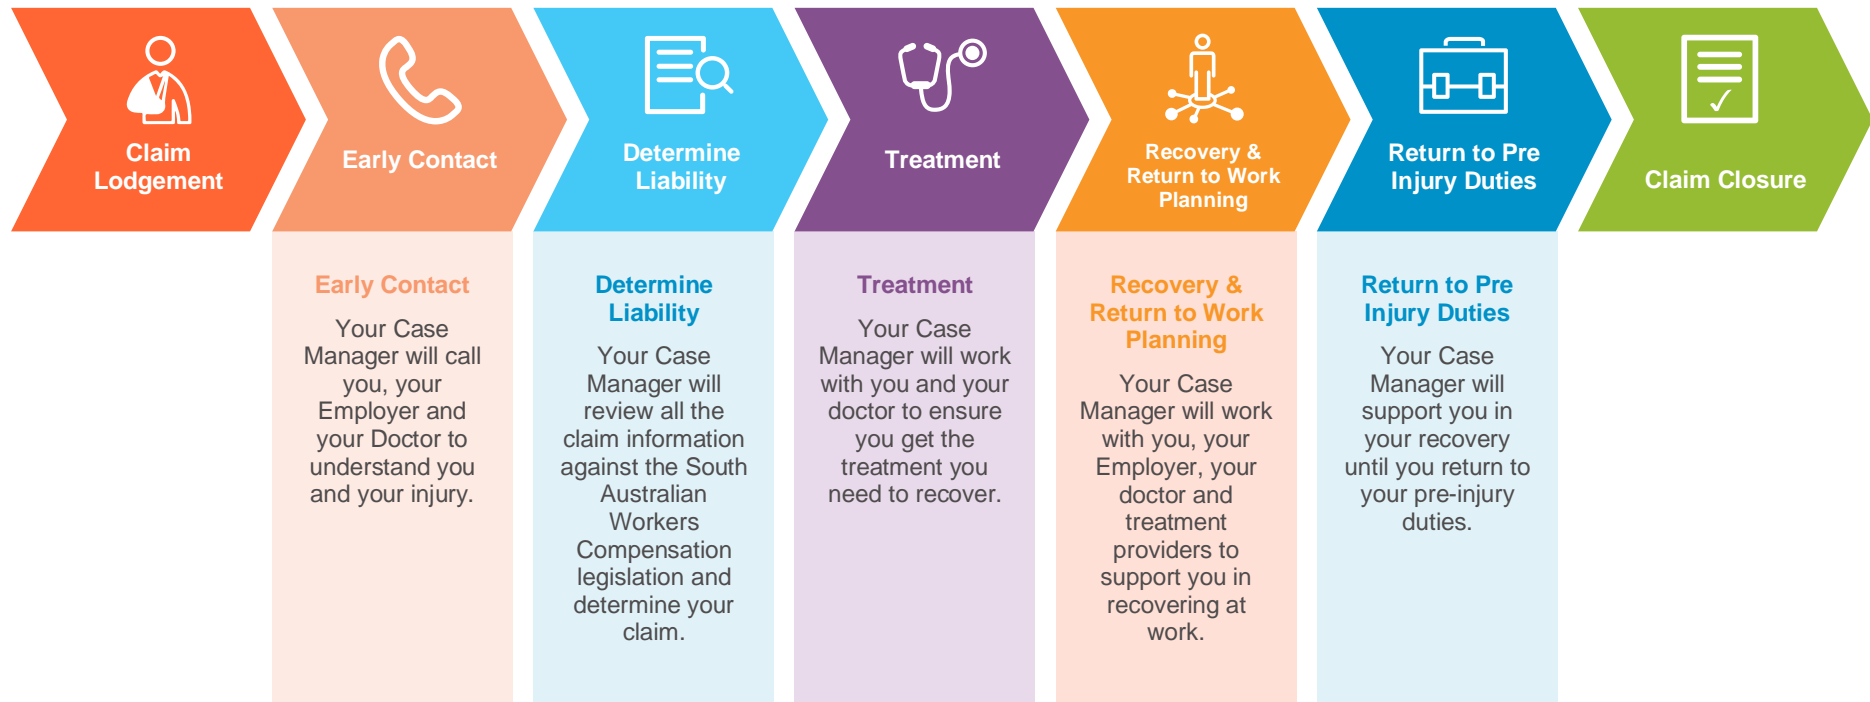 Claim
Lodgement
Early Contact
Determine
Liability
Treatment
Recovery &
Return to Work
Planning
Return to Pre
Injury Duties
Claim Closure
Early Contact
Your Case
Manager will call
you, your
Employer and
your Doctor to
understand you
and your injury.
Determine
Liability
Your Case
Manager will
review all the
claim information
against the South
Australian
Workers
Compensation
legislation and
determine your
claim.
Treatment
Your Case
Manager will work
with you and your
doctor to ensure
you get the
treatment you
need to recover.
Recovery &
Return to Work
Planning
Your Case
Manager will work
with you, your
Employer, your
doctor and
treatment
providers to
support you in
recovering at
work.
Return to Pre
Injury Duties
Your Case
Manager will
support you in
your recovery
until you return to
your pre-injury
duties.